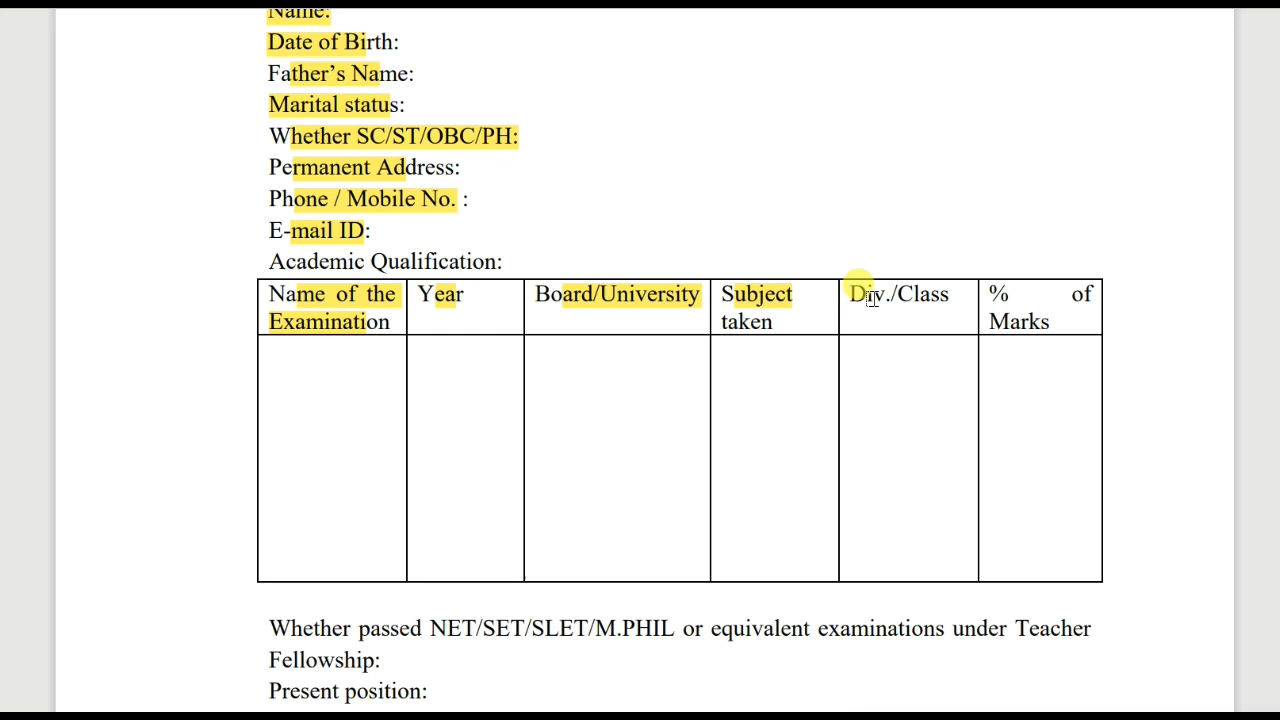 Name:
Date of Birth:
Father's Name:
Marital status:
Whether SC/ST/OBC/PH:
Permanent Address:
Phone / Mobile No. :
E-mail ID:
Academic Qualification:
Name of the Examination
Year
Board/University
Subject taken
Div./Class
% of Marks
Whether passed NET/SET/SLET/M.PHIL or equivalent examinations under Teacher
Fellowship:
Present position: